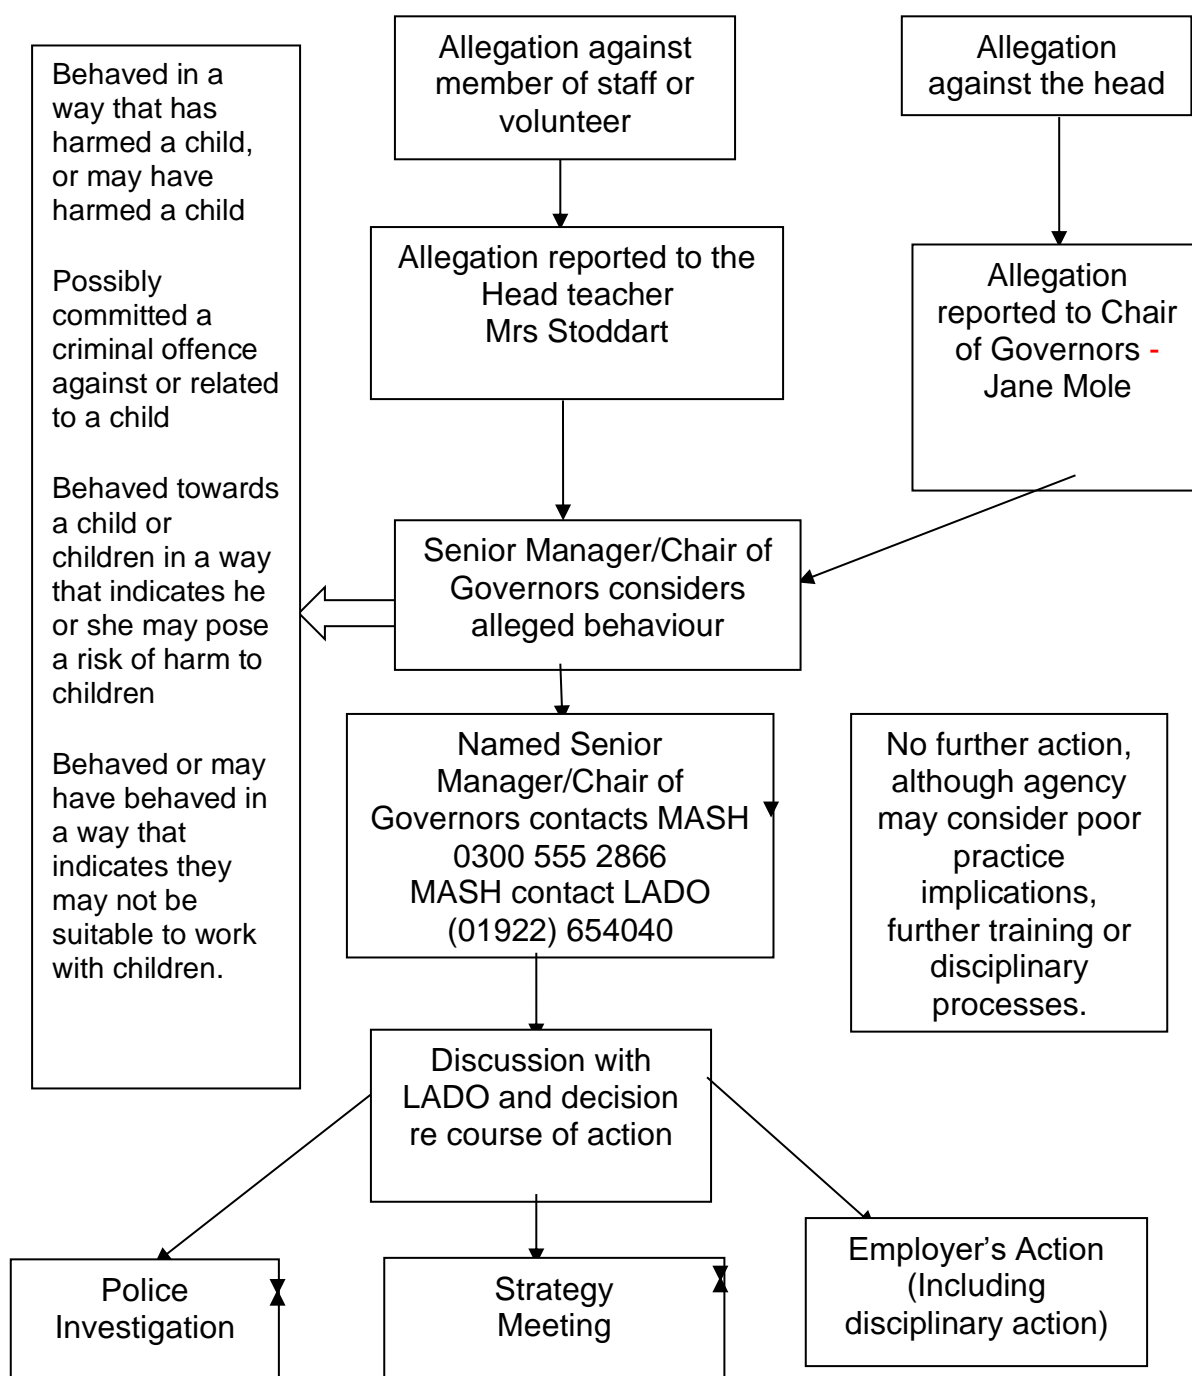 Behaved in a
way that has
harmed a child,
or may have
harmed a child
Possibly
committed a
criminal offence
against or related
to a child
Behaved towards
a child or
children in a way
that indicates he
or she may pose
a risk of harm to
children
Behaved or may
have behaved in
a way that
indicates they
may not be
suitable to work
with children.
Allegation against
member of staff or
volunteer
Allegation
against the head
Allegation reported to the
Head teacher
Mrs Stoddart
Allegation
reported to Chair
of Governors -
Jane Mole
Senior Manager/Chair of
Governors considers
alleged behaviour
Named Senior
Manager/Chair of
Governors contacts MASH
0300 555 2866
MASH contact LADO
(01922) 654040
No further action,
although agency
may consider poor
practice
implications,
further training or
disciplinary
processes.
Discussion with
LADO and decision
re course of action
Police
Investigation
Strategy
Meeting
Employer’s Action
(Including
disciplinary action)